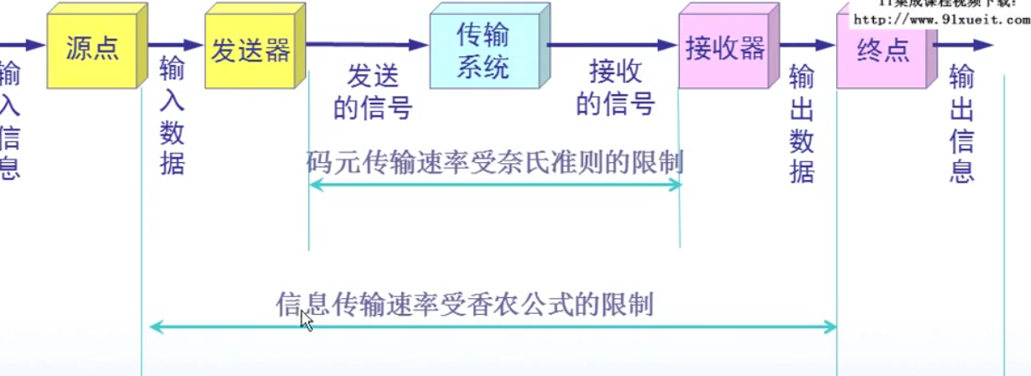 IT集成课程视频下载:
http://www.91xueit.com
源点
发送器
传输
系统
接收器
终点
输
入
信
息
输
入
数
据
发送
的信号
接收
的信号
输
出
数
据
输
出
信
息
码元传输速率受奈氏准则的限制
信息传输速率受香农公式的限制